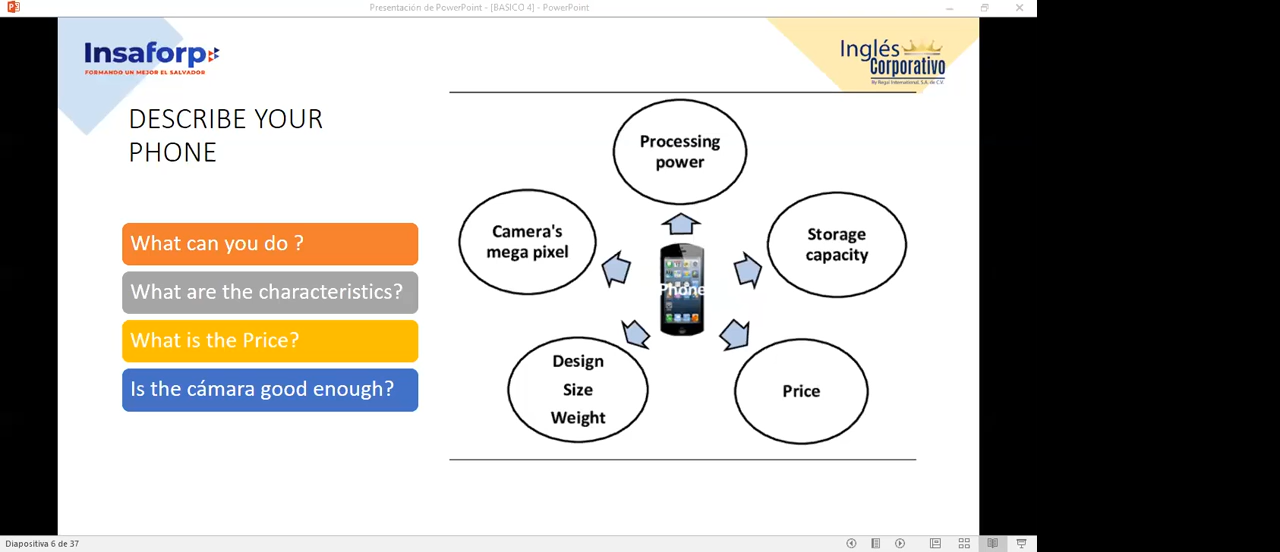 Presentación de PowerPoint - [BASICO 4] - PowerPoint
Insaforp
FORMANDO UN MEJOR EL SALVADOR
Inglés
Corporativo
Ny Regal International, S.A. de C.V.
DESCRIBE YOUR
PHONE
What can you do ?
What are the characteristics?
What is the Price?
Is the cámara good enough?
Processing
power
Camera's
mega pixel
Storage
capacity
Phone
Design
Size
Weight
Price
Diapositiva 6 de 37